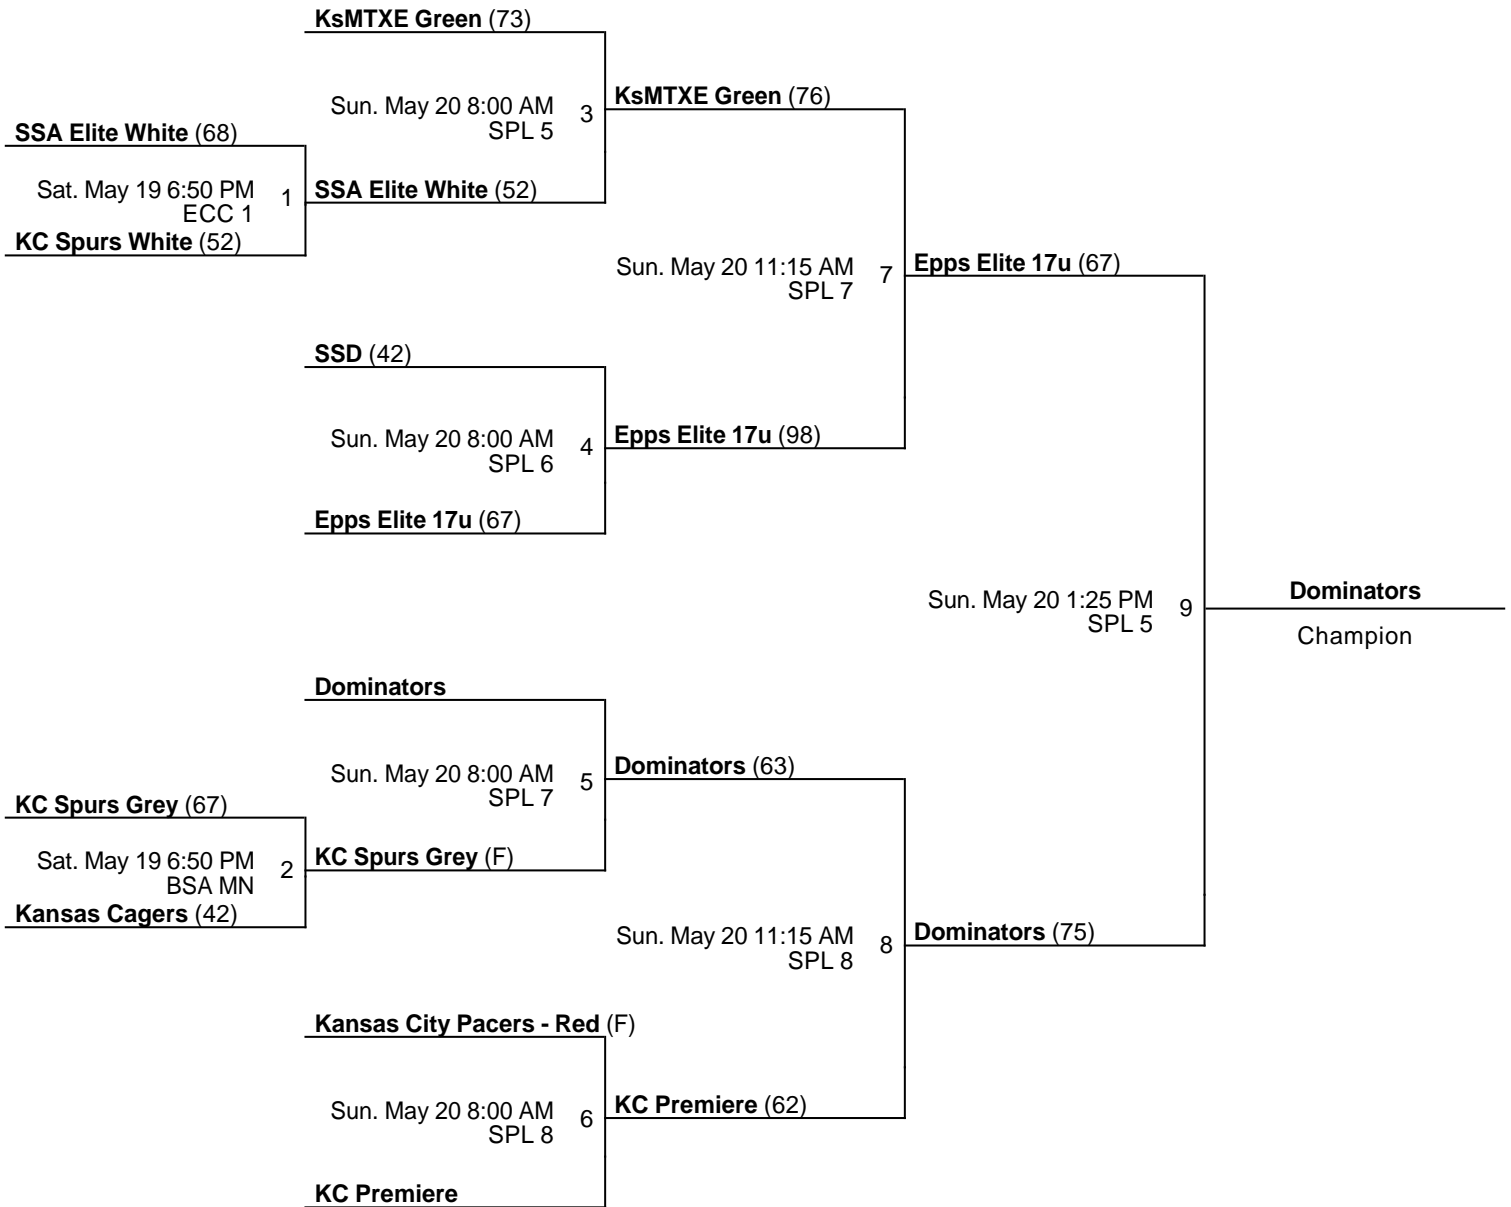 KsMTXE Green (73)
Sun. May 20 8:00 AM
SPL 5
3
KsMTXE Green (76)
SSA Elite White (68)
Sat. May 19 6:50 PM
ECC 1
1
SSA Elite White (52)
KC Spurs White (52)
Sun. May 20 11:15 AM
SPL 7
7
Epps Elite 17u (67)
SSD (42)
Sun. May 20 8:00 AM
SPL 6
4
Epps Elite 17u (98)
Epps Elite 17u (67)
Sun. May 20 1:25 PM
SPL 5
9
Dominators
Champion
Dominators
Sun. May 20 8:00 AM
SPL 7
5
Dominators (63)
KC Spurs Grey (67)
Sat. May 19 6:50 PM
BSA MN
2
KC Spurs Grey (F)
Kansas Cagers (42)
Sun. May 20 11:15 AM
SPL 8
8
Dominators (75)
Kansas City Pacers - Red (F)
Sun. May 20 8:00 AM
SPL 8
6
KC Premiere (62)
KC Premiere